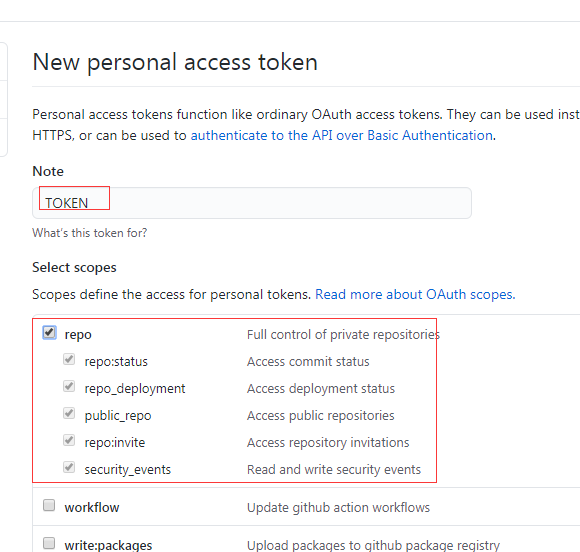 New personal access token
Personal access tokens function like ordinary OAuth access tokens. They can be used inst
HTTPS, or can be used to authenticate to the API over Basic Authentication.
Note
TOKEN
What's this token for?
Select scopes
Scopes define the access for personal tokens. Read more about OAuth scopes.
repo Full control of private repositories
repo:status Access commit status
repo_deployment Access deployment status
public_repo Access public repositories
repo:invite Access repository invitations
security_events Read and write security events
workflow Update github action workflows
write:packages Upload packages to github package registry